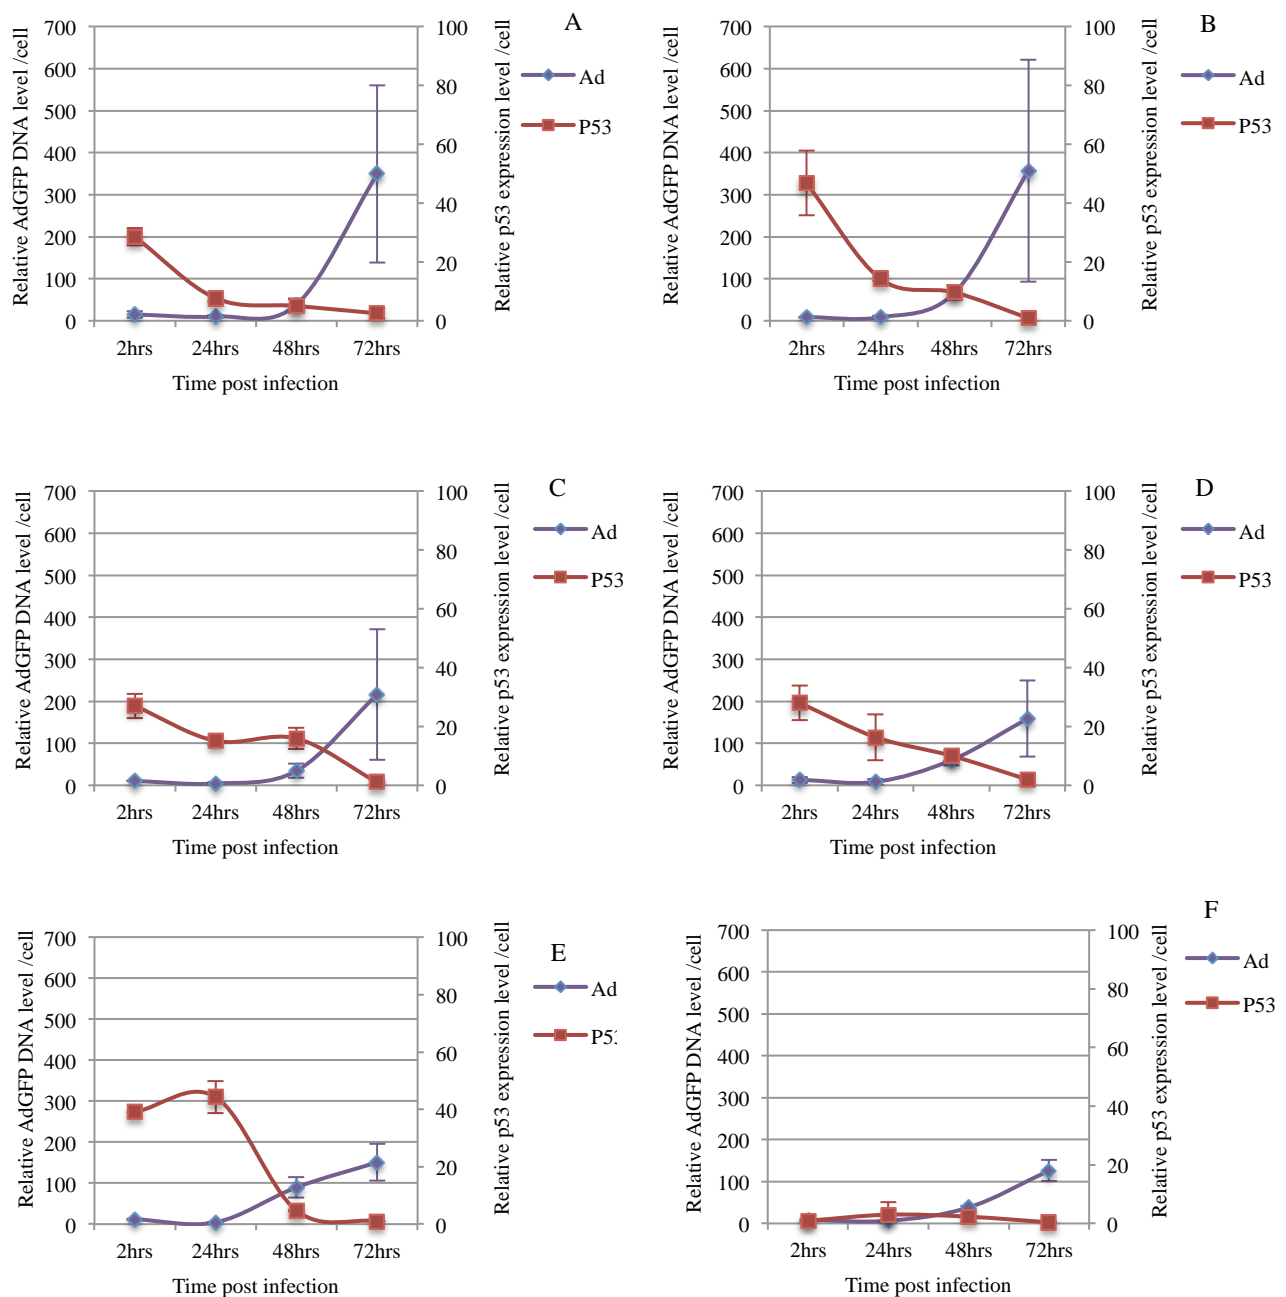 A
Relative AdGFP DNA level /cell
700
600
500
400
300
200
100
0
100
80
60
40
20
0
Relative p53 expression level /cell
Ad
P53
2hrs 24hrs 48hrs 72hrs
Time post infection
B
Relative AdGFP DNA level /cell
700
600
500
400
300
200
100
0
100
80
60
40
20
0
Relative p53 expression level /cell
Ad
P53
2hrs 24hrs 48hrs 72hrs
Time post infection
C
Relative AdGFP DNA level /cell
700
600
500
400
300
200
100
0
100
80
60
40
20
0
Relative p53 expression level /cell
Ad
P53
2hrs 24hrs 48hrs 72hrs
Time post infection
D
Relative AdGFP DNA level /cell
700
600
500
400
300
200
100
0
100
80
60
40
20
0
Relative p53 expression level /cell
Ad
P53
2hrs 24hrs 48hrs 72hrs
Time post infection
E
Relative AdGFP DNA level /cell
700
600
500
400
300
200
100
0
100
80
60
40
20
0
Relative p53 expression level /cell
Ad
2hrs 24hrs 48hrs 72hrs
Time post infection
F
Relative AdGFP DNA level /cell
700
600
500
400
300
200
100
0
100
80
60
40
20
0
Relative p53 expression level /cell
Ad
P53
2hrs 24hrs 48hrs 72hrs
Time post infection